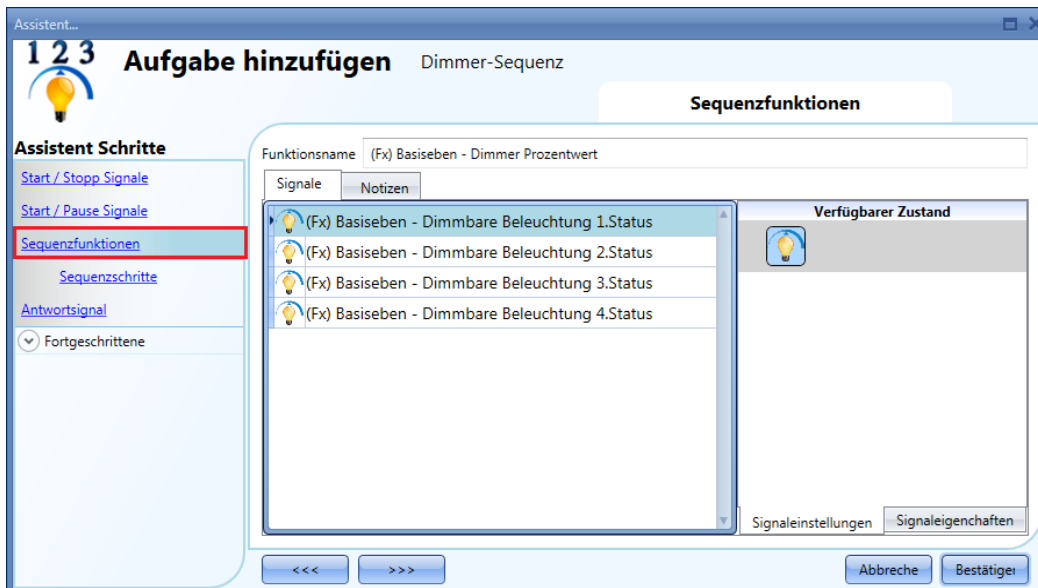 Assistent...
1 2 3
Aufgabe hinzufügen Dimmer-Sequenz
Sequenzfunktionen
Assistent Schritte
Start / Stopp Signale
Start / Pause Signale
Sequenzfunktionen
Sequenzschritte
Antwortsignal
Fortgeschrittene
Funktionsname (Fx) Basiseben - Dimmer Prozentwert
Signale Notizen
(Fx) Basiseben - Dimmbare Beleuchtung 1.Status
(Fx) Basiseben - Dimmbare Beleuchtung 2.Status
(Fx) Basiseben - Dimmbare Beleuchtung 3.Status
(Fx) Basiseben - Dimmbare Beleuchtung 4.Status
Verfügbarer Zustand
Signaleinstellungen Signaleigenchaften
<<< >>> Abbreche Bestätiger